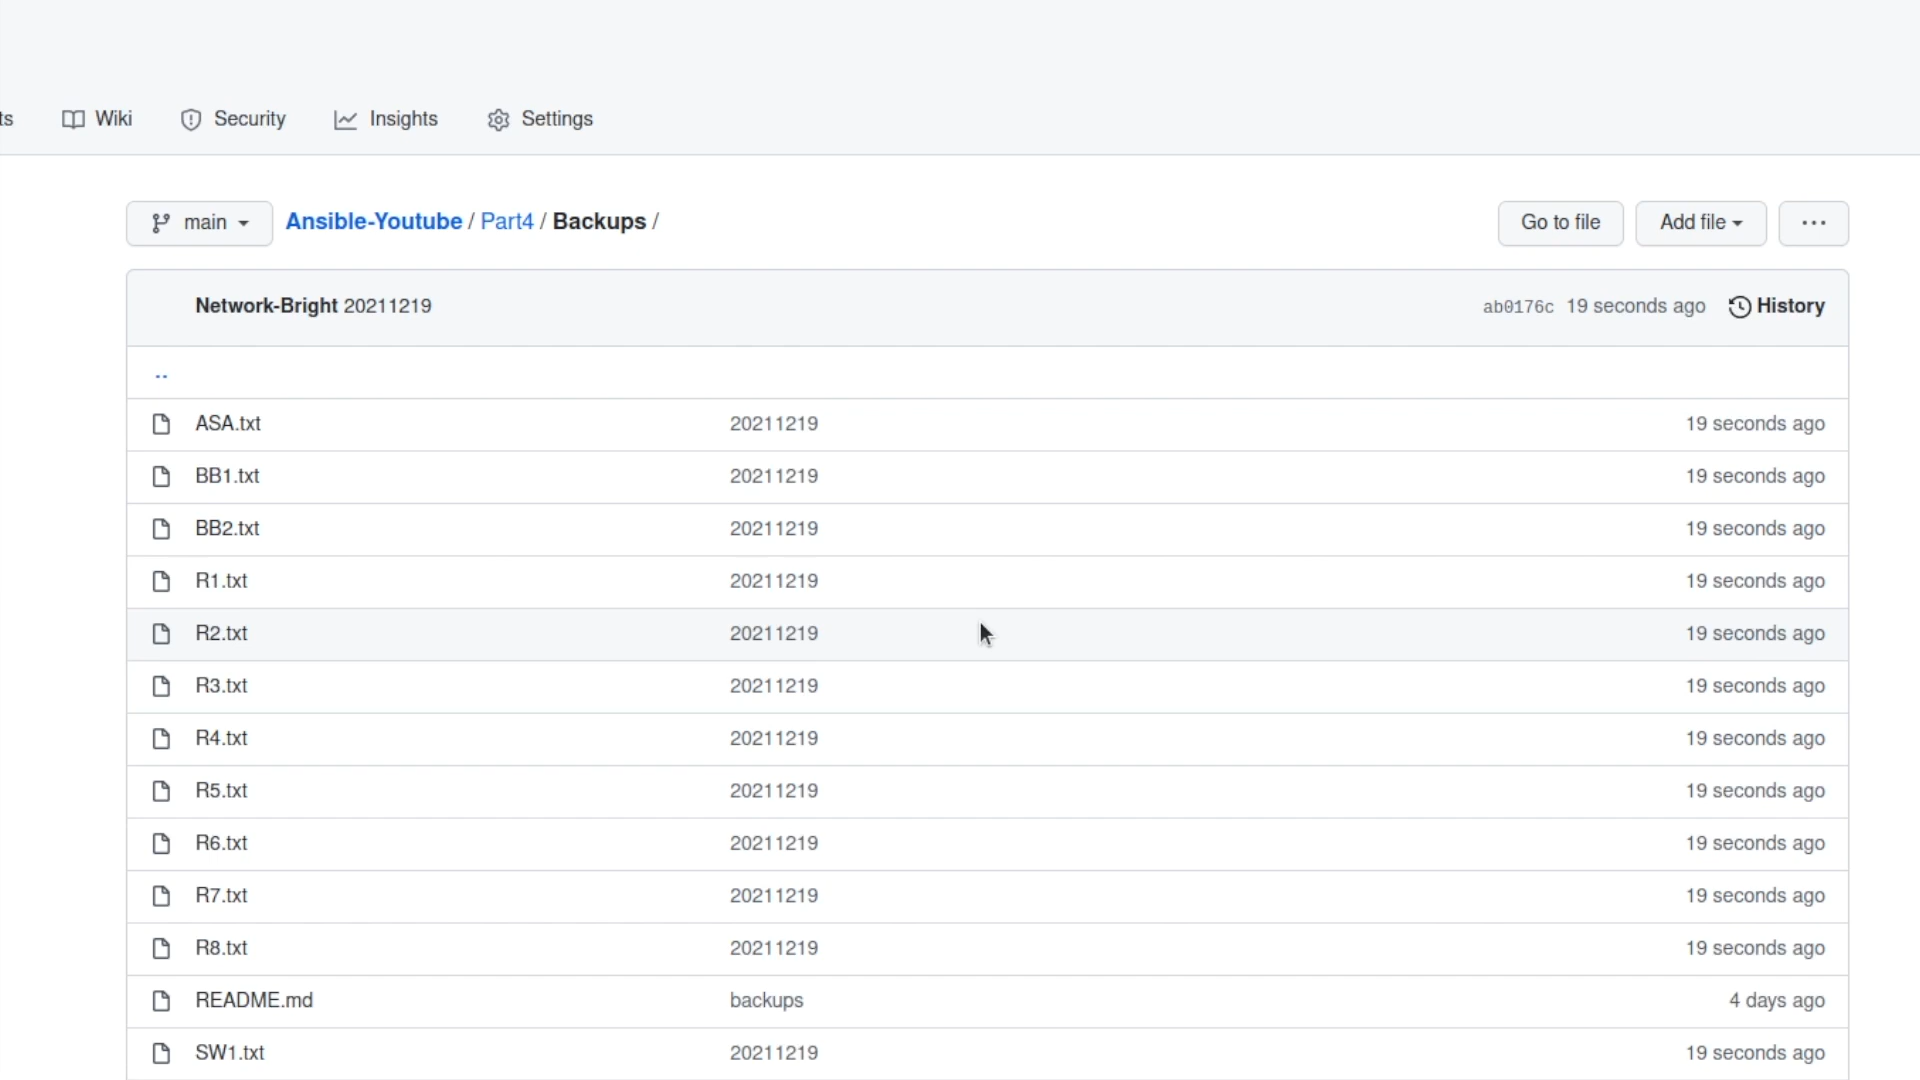 ts Wiki Security Insights Settings
main Ansible-Youtube / Part4 / Backups / Go to file Add file ...
Network-Bright 20211219 ab0176c 19 seconds ago History
..
ASA.txt 20211219 19 seconds ago
BB1.txt 20211219 19 seconds ago
BB2.txt 20211219 19 seconds ago
R1.txt 20211219 19 seconds ago
R2.txt 20211219 19 seconds ago
R3.txt 20211219 19 seconds ago
R4.txt 20211219 19 seconds ago
R5.txt 20211219 19 seconds ago
R6.txt 20211219 19 seconds ago
R7.txt 20211219 19 seconds ago
R8.txt 20211219 19 seconds ago
README.md backups 4 days ago
SW1.txt 20211219 19 seconds ago